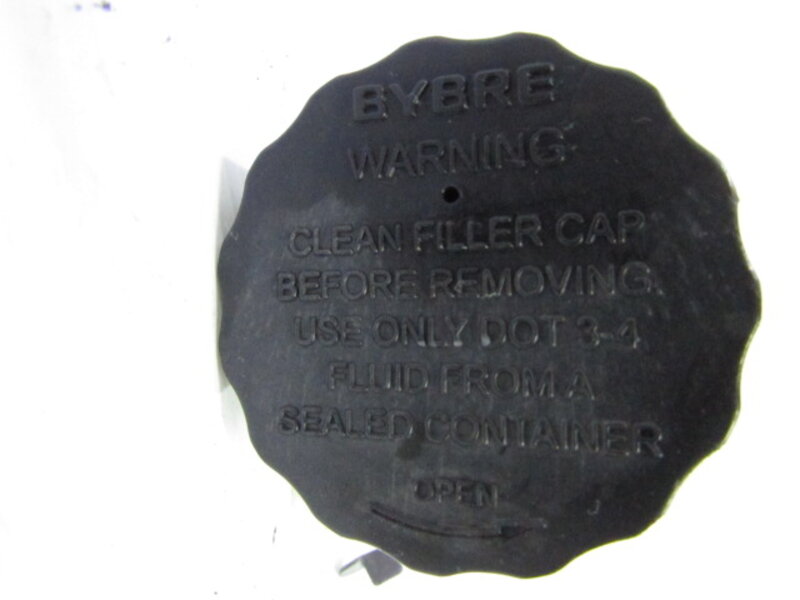 BYBRE
WARNING
CLEAN FILLER CAP
BEFORE REMOVING.
USE ONLY DOT 3-4
FLUID FROM A
SEALED CONTAINER
OPEN